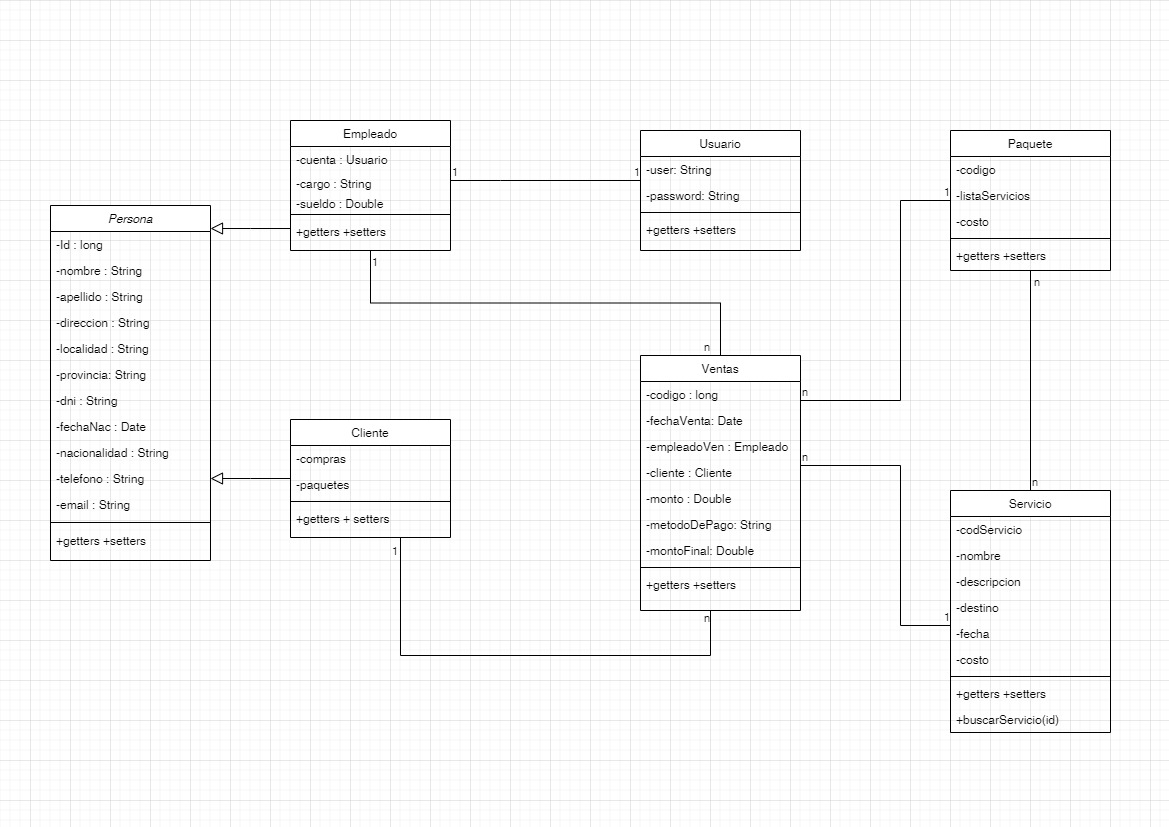 Persona
-Id : long
-nombre : String
-apellido : String
-direccion : String
-localidad : String
-provincia: String
-dni : String
-fechaNac : Date
-nacionalidad : String
-telefono : String
-email : String
+getters +setters
Empleado
-cuenta : Usuario
-cargo : String
-sueldo : Double
+getters +setters
1
1
1
n
Usuario
-user: String
-password: String
+getters +setters
Cliente
-compras
-paquetes
+getters + setters
1
n
Ventas
-codigo : long
-fechaVenta: Date
-empleadoVen : Empleado
-cliente : Cliente
-monto : Double
-metodoDePago: String
-montoFinal: Double
+getters +setters
n
1
n
1
Paquete
-codigo
-listaServicios
-costo
+getters +setters
n
n
Servicio
-codServicio
-nombre
-descripcion
-destino
-fecha
-costo
+getters +setters
+buscarServicio(id)